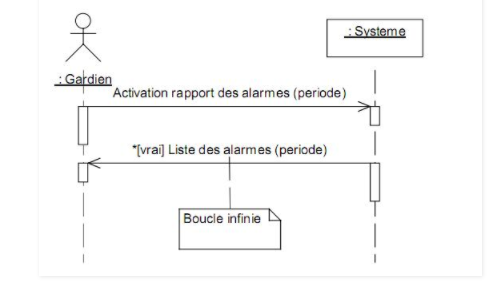 : Systeme
: Gardien
Activation rapport des alarmes (periode)
*[vrai] Liste des alarmes (periode)
Boucle infinie